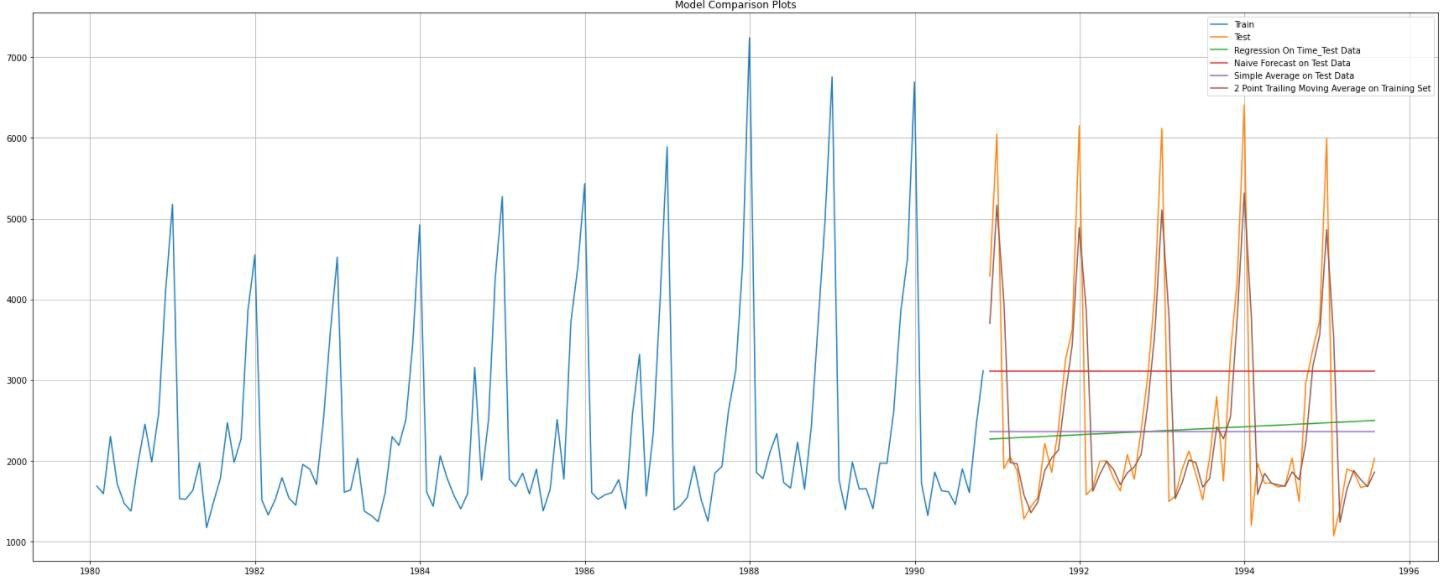 Model Comparison Plots
Train
Test
Regression On Time_Test Data
Naive Forecast on Test Data
Simple Average on Test Data
2 Point Trailing Moving Average on Training Set
7000
6000
5000
4000
3000
2000
1000
1980 1982 1984 1986 1988 1990 1992 1994 1996